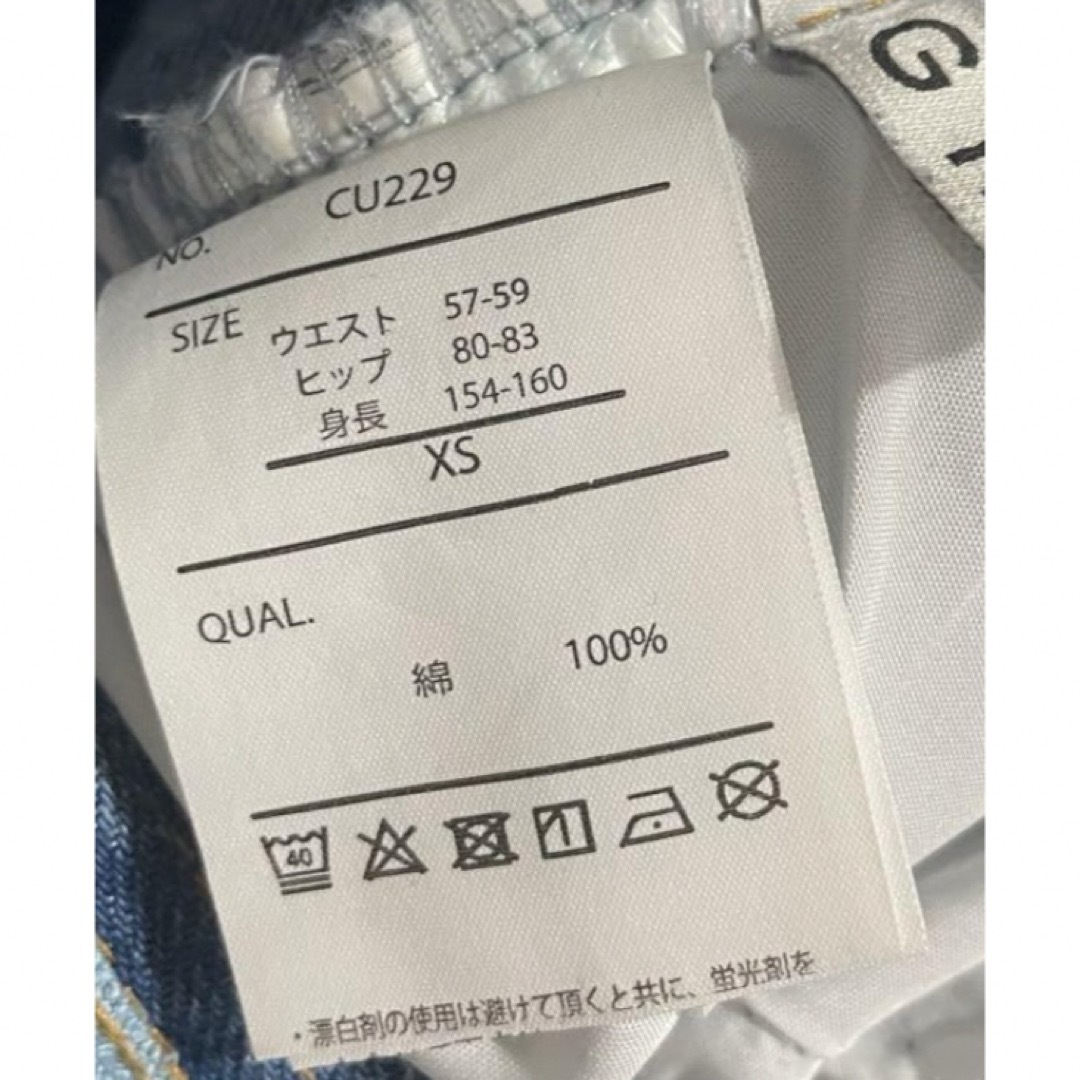 G
NO. CU229
SIZE ウエスト 57-59
ヒップ 80-83
身長 154-160
XS
QUAL.
綿 100%
40
・漂白剤の使用は避けて頂くと共に、蛍光剤を